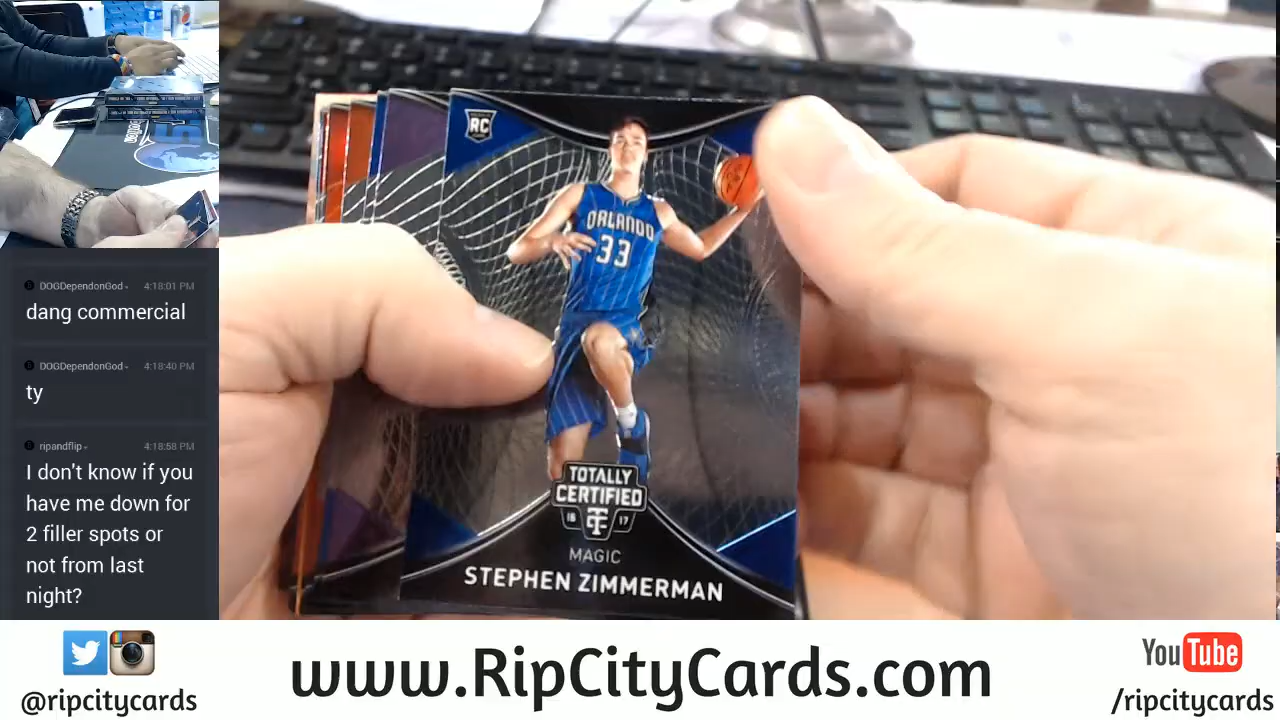 DOGDependonGod 4:18:01 PM
dang commercial
DOGDependonGod 4:18:40 PM
ty
ripandflip 4:18:58 PM
I don't know if you
have me down for
2 filler spots or
not from last
night?
RC
ORLANDO
33
TOTALLY
CERTIFIED
16 17
MAGIC
STEPHEN ZIMMERMAN
@ripcitycards
www.RipCityCards.com
YouTube
/ripcitycards